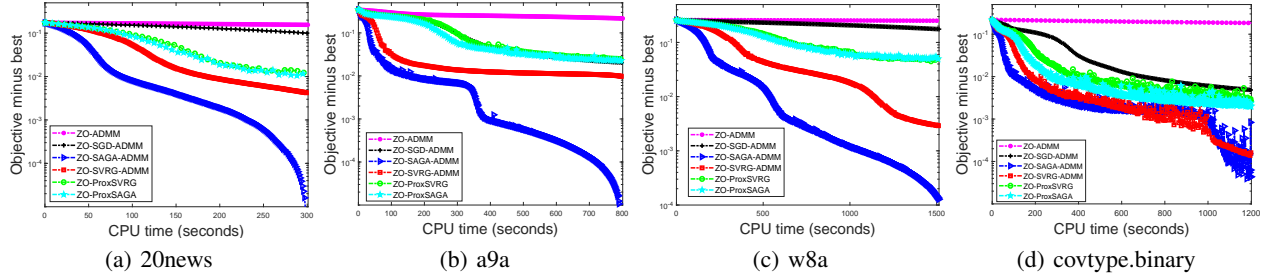 Objective minus best
10^-1
10^-2
10^-3
10^-4
ZO-ADMM
ZO-SGD-ADMM
ZO-SAGA-ADMM
ZO-SVRG-ADMM
ZO-ProxSVRG
ZO-ProxSAGA
0 50 100 150 200 250 300
CPU time (seconds)
(a) 20news
Objective minus best
10^-1
10^-2
10^-3
10^-4
ZO-ADMM
ZO-SGD-ADMM
ZO-SAGA-ADMM
ZO-SVRG-ADMM
ZO-ProxSVRG
ZO-ProxSAGA
0 100 200 300 400 500 600 700 800
CPU time (seconds)
(b) a9a
Objective minus best
10^-1
10^-2
10^-3
10^-4
ZO-ADMM
ZO-SGD-ADMM
ZO-SAGA-ADMM
ZO-SVRG-ADMM
ZO-ProxSVRG
ZO-ProxSAGA
0 500 1000 1500
CPU time (seconds)
(c) w8a
Objective minus best
10^-1
10^-2
10^-3
10^-4
ZO-ADMM
ZO-SGD-ADMM
ZO-SAGA-ADMM
ZO-SVRG-ADMM
ZO-ProxSVRG
ZO-ProxSAGA
0 200 400 600 800 1000 1200
CPU time (seconds)
(d) covtype.binary